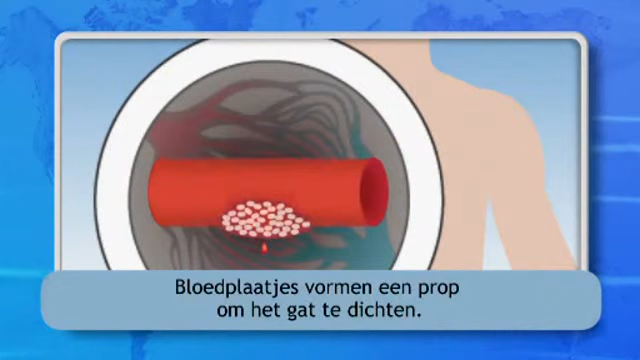 Bloedplaatjes vormen een prop
om het gat te dichten.